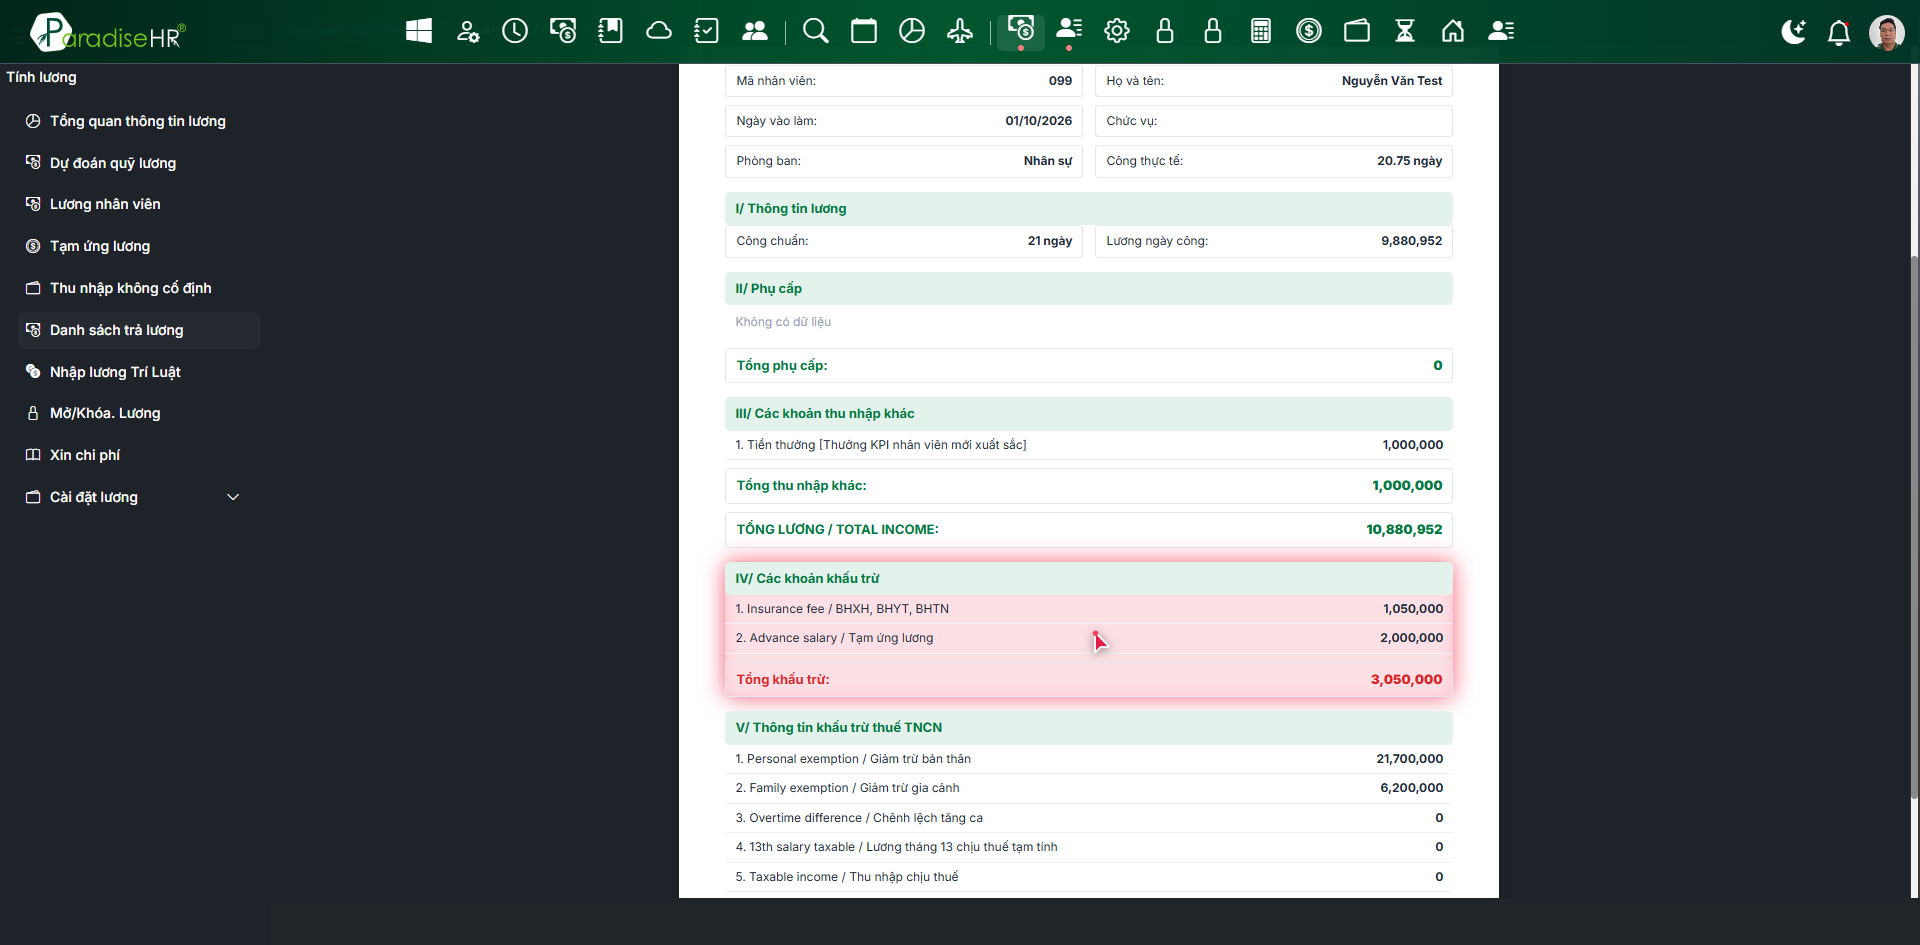 ParadiseHR®
Tính lương
Tổng quan thông tin lương
Dự đoán quỹ lương
Lương nhân viên
Tạm ứng lương
Thu nhập không cố định
Danh sách trả lương
Nhập lương Trí Luật
Mở/Khóa. Lương
Xin chi phí
Cài đặt lương
Mã nhân viên: 099 Họ và tên: Nguyễn Văn Test
Ngày vào làm: 01/10/2026 Chức vụ:
Phòng ban: Nhân sự Công thực tế: 20.75 ngày
I/ Thông tin lương
Công chuẩn: 21 ngày Lương ngày công: 9,880,952
II/ Phụ cấp
Không có dữ liệu
Tổng phụ cấp: 0
III/ Các khoản thu nhập khác
1. Tiền thưởng [Thưởng KPI nhân viên mới xuất sắc] 1,000,000
Tổng thu nhập khác: 1,000,000
TỔNG LƯƠNG / TOTAL INCOME: 10,880,952
IV/ Các khoản khấu trừ
1. Insurance fee / BHXH, BHYT, BHTN 1,050,000
2. Advance salary / Tạm ứng lương 2,000,000
Tổng khấu trừ: 3,050,000
V/ Thông tin khấu trừ thuế TNCN
1. Personal exemption / Giảm trừ bản thân 21,700,000
2. Family exemption / Giảm trừ gia cảnh 6,200,000
3. Overtime difference / Chênh lệch tăng ca 0
4. 13th salary taxable / Lương tháng 13 chịu thuế tạm tính 0
5. Taxable income / Thu nhập chịu thuế 0